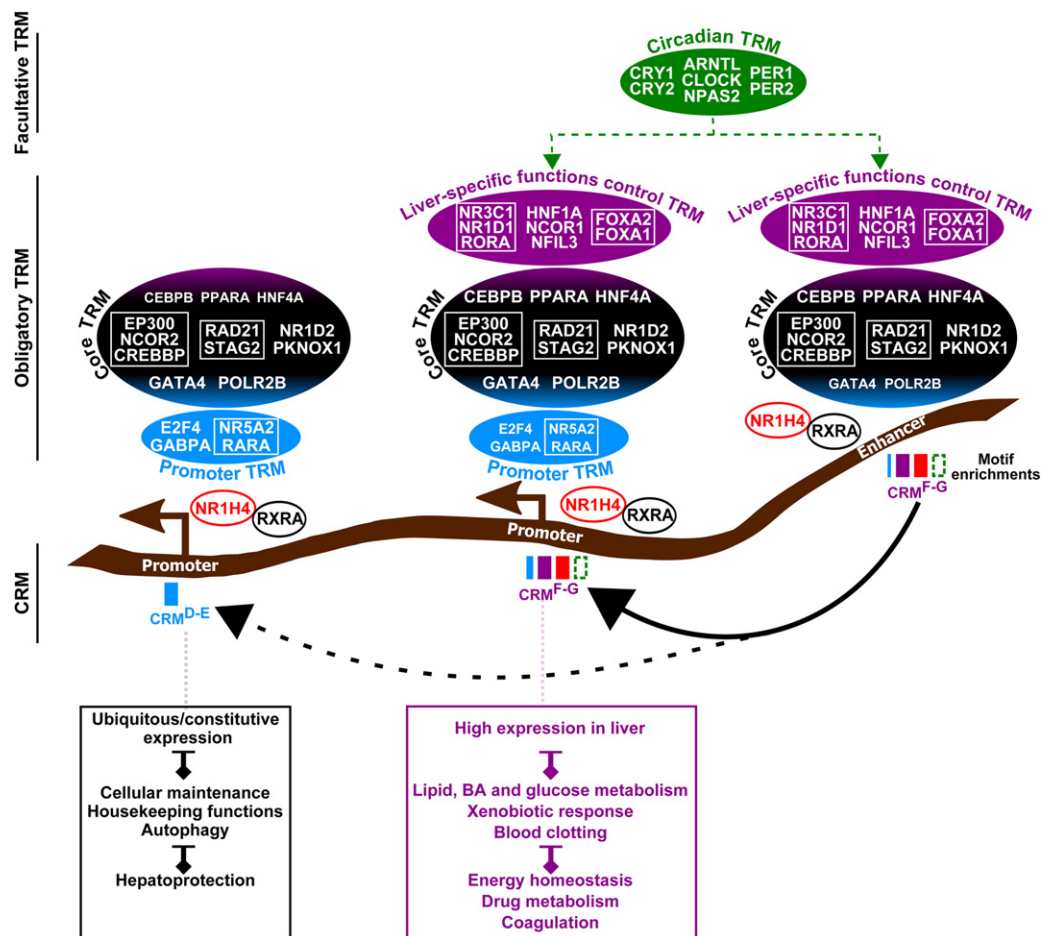 Facultative TRM
Circadian TRM
CRY1 ARNTL PER1
CRY2 CLOCK PER2
NPAS2
Obligatory TRM
Liver-specific functions control TRM
NR3C1 HNF1A FOXA2
NR1D1 NCOR1 FOXA1
RORA NFIL3
Liver-specific functions control TRM
NR3C1 HNF1A FOXA2
NR1D1 NCOR1 FOXA1
RORA NFIL3
Core TRM
CEBPB PPARA HNF4A
EP300 RAD21 NR1D2
NCOR2 STAG2 PKNOX1
CREBBP
GATA4 POLR2B
Core TRM
CEBPB PPARA HNF4A
EP300 RAD21 NR1D2
NCOR2 STAG2 PKNOX1
CREBBP
GATA4 POLR2B
Core TRM
CEBPB PPARA HNF4A
EP300 RAD21 NR1D2
NCOR2 STAG2 PKNOX1
CREBBP
GATA4 POLR2B
E2F4 NR5A2
GABPA RARA
Promoter TRM
E2F4 NR5A2
GABPA RARA
Promoter TRM
NR1H4 RXRA
Enhancer
Motif
enrichments
CRM F-G
NR1H4 RXRA
Promoter
NR1H4 RXRA
Promoter
CRM
CRM D-E
CRM F-G
Ubiquitous/constitutive
expression
Cellular maintenance
Housekeeping functions
Autophagy
Hepatoprotection
High expression in liver
Lipid, BA and glucose metabolism
Xenobiotic response
Blood clotting
Energy homeostasis
Drug metabolism
Coagulation